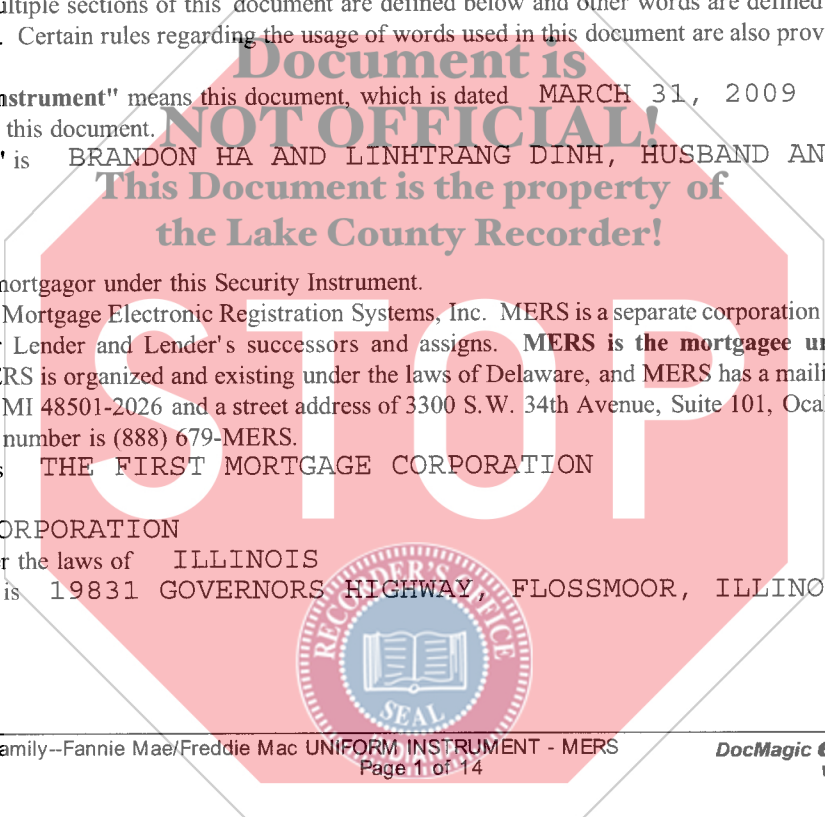 ultiple sections of this document are defined below and other words are defined
. Certain rules regarding the usage of words used in this document are also prov
Document is
nstrument" means this document, which is dated MARCH 31, 2009
this document.
NOT OFFICIAL!
" is BRANDON HA AND LINHTRANG DINH, HUSBAND AN
This Document is the property of
the Lake County Recorder!
mortgagor under this Security Instrument.
Mortgage Electronic Registration Systems, Inc. MERS is a separate corporation
r Lender and Lender's successors and assigns. MERS is the mortgagee un
ERS is organized and existing under the laws of Delaware, and MERS has a maili
MI 48501-2026 and a street address of 3300 S.W. 34th Avenue, Suite 101, Ocal
number is (888) 679-MERS.
STOP
s THE FIRST MORTGAGE CORPORATION
ORPORATION
r the laws of ILLINOIS
is 19831 GOVERNORS HIGHWAY, FLOSSMOOR, ILLINO
RECORDER'S OFFICE
SEAL
amily--Fannie Mae/Freddie Mac UNIFORM INSTRUMENT - MERS
DocMagic
Page 1 of 14